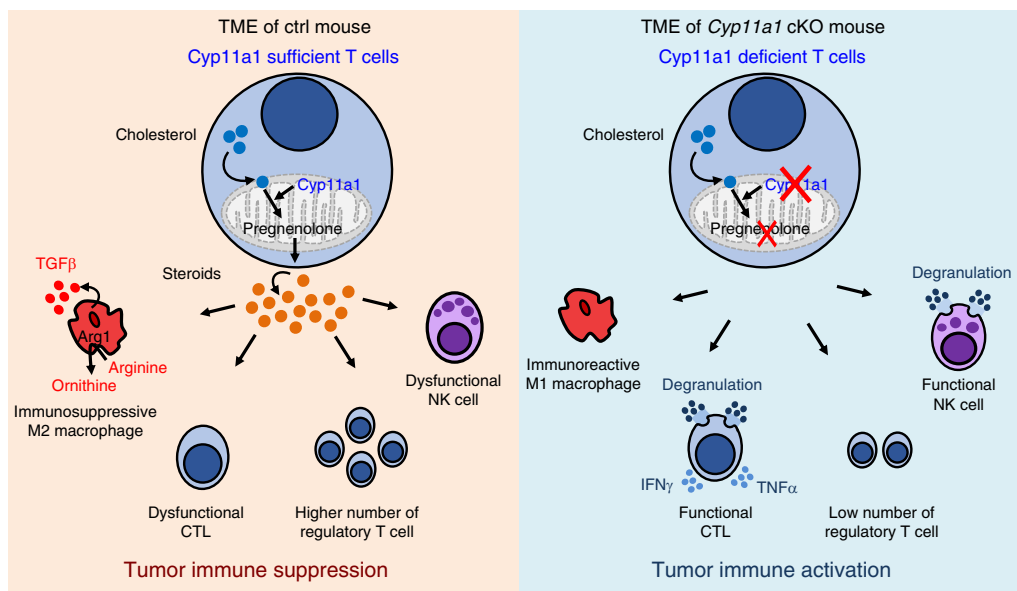 TME of ctrl mouse
Cyp11a1 sufficient T cells
Cholesterol
Cyp11a1
Pregnenolone
Steroids
TGFβ
Arg1
Arginine
Ornithine
Immunosuppressive
M2 macrophage
Dysfunctional
CTL
Higher number of
regulatory T cell
Dysfunctional
NK cell
Tumor immune suppression
TME of Cyp11a1 cKO mouse
Cyp11a1 deficient T cells
Cholesterol
Cyp11a1
Pregnenolone
Immunoreactive
M1 macrophage
Degranulation
IFNγ
TNFα
Functional
CTL
Low number of
regulatory T cell
Degranulation
Functional
NK cell
Tumor immune activation